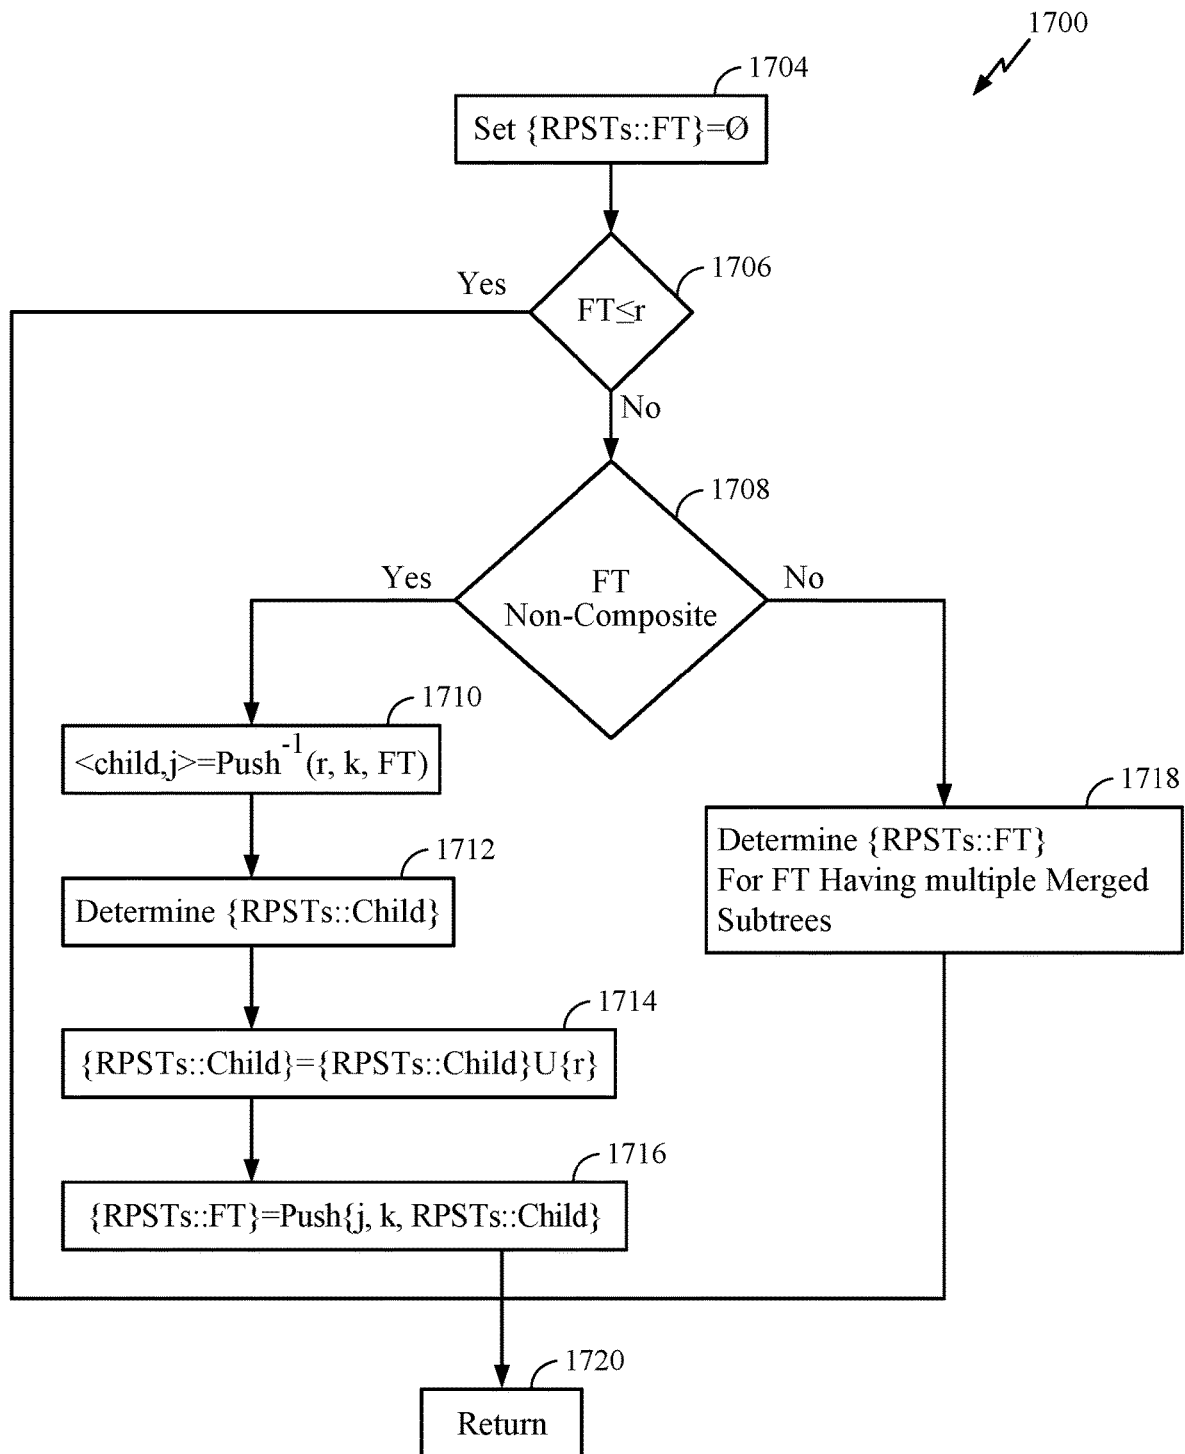 1700
1704
Set {RPSTs::FT}=Ø
1706
Yes
FT≤r
No
1708
Yes
No
FT
Non-Composite
1710
<child,j>=Push⁻¹(r, k, FT)
1718
Determine {RPSTs::FT}
For FT Having multiple Merged
Subtrees
1712
Determine {RPSTs::Child}
1714
{RPSTs::Child}={RPSTs::Child}U{r}
1716
{RPSTs::FT}=Push{j, k, RPSTs::Child}
1720
Return